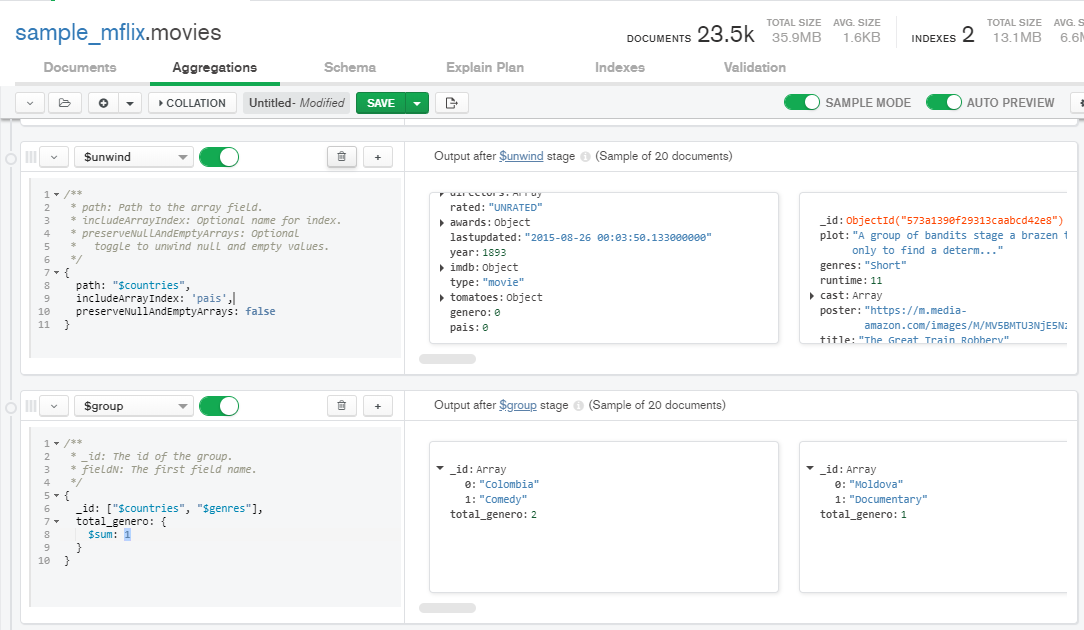 sample_mflix.movies
DOCUMENTS 23.5k TOTAL SIZE 35.9MB AVG. SIZE 1.6KB INDEXES 2 TOTAL SIZE 13.1MB AVG. S 6.6M
Documents Aggregations Schema Explain Plan Indexes Validation
COLLATION Untitled- Modified SAVE SAMPLE MODE AUTO PREVIEW
$unwind
Output after $unwind stage (Sample of 20 documents)
1 /**
2 * path: Path to the array field.
3 * includeArrayIndex: Optional name for index.
4 * preserveNullAndEmptyArrays: Optional
5 * toggle to unwind null and empty values.
6 */
7 {
8 path: "$countries",
9 includeArrayIndex: 'pais',
10 preserveNullAndEmptyArrays: false
11 }
directors: Array
rated: "UNRATED"
awards: Object
lastupdated: "2015-08-26 00:03:50.133000000"
year: 1893
imdb: Object
type: "movie"
tomatoes: Object
genero: 0
pais: 0
_id: ObjectId("573a1390f29313caabcd42e8")
plot: "A group of bandits stage a brazen t
only to find a determ..."
genres: "Short"
runtime: 11
cast: Array
poster: "https://m.media-
amazon.com/images/M/MV5BMTU3NjE5Nz
title: "The Great Train Robbery"
$group
Output after $group stage (Sample of 20 documents)
1 /**
2 * _id: The id of the group.
3 * fieldN: The first field name.
4 */
5 {
6 _id: ["$countries", "$genres"],
7 total_genero: {
8 $sum: 1
9 }
10 }
_id: Array
0: "Colombia"
1: "Comedy"
total_genero: 2
_id: Array
0: "Moldova"
1: "Documentary"
total_genero: 1